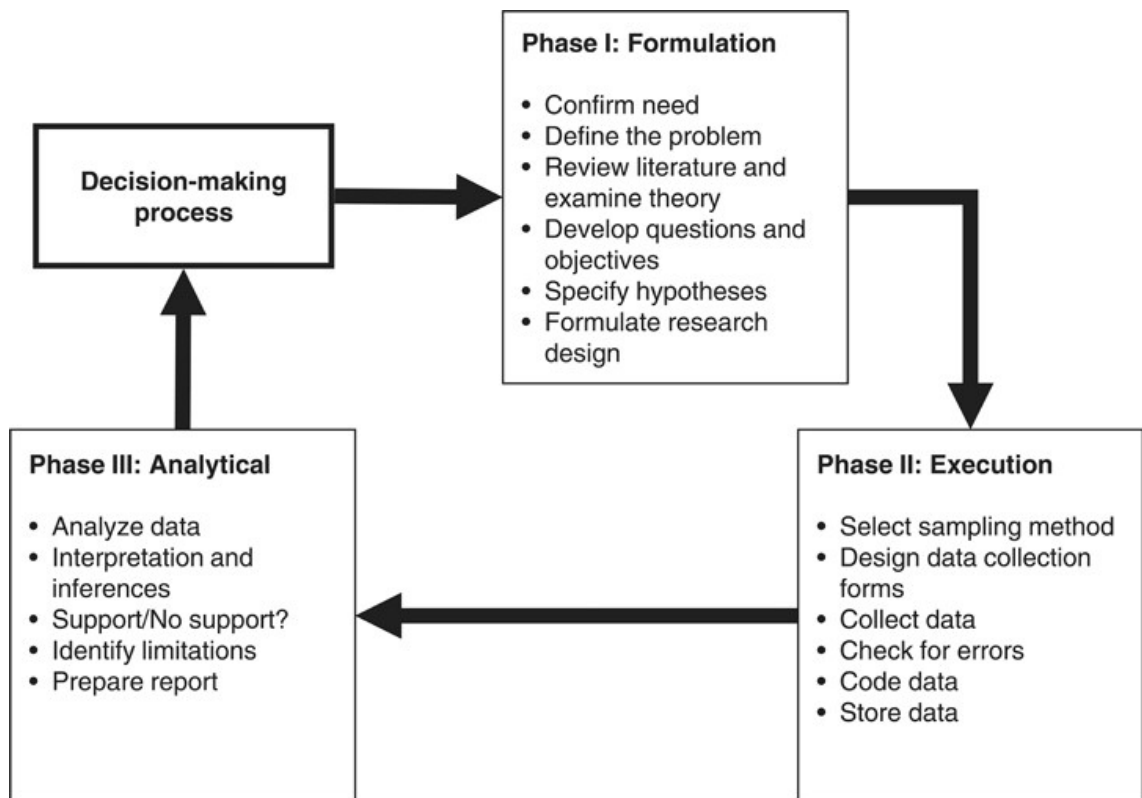 Decision-making
process
Phase I: Formulation
• Confirm need
• Define the problem
• Review literature and
examine theory
• Develop questions and
objectives
• Specify hypotheses
• Formulate research
design
Phase II: Execution
• Select sampling method
• Design data collection
forms
• Collect data
• Check for errors
• Code data
• Store data
Phase III: Analytical
• Analyze data
• Interpretation and
inferences
• Support/No support?
• Identify limitations
• Prepare report